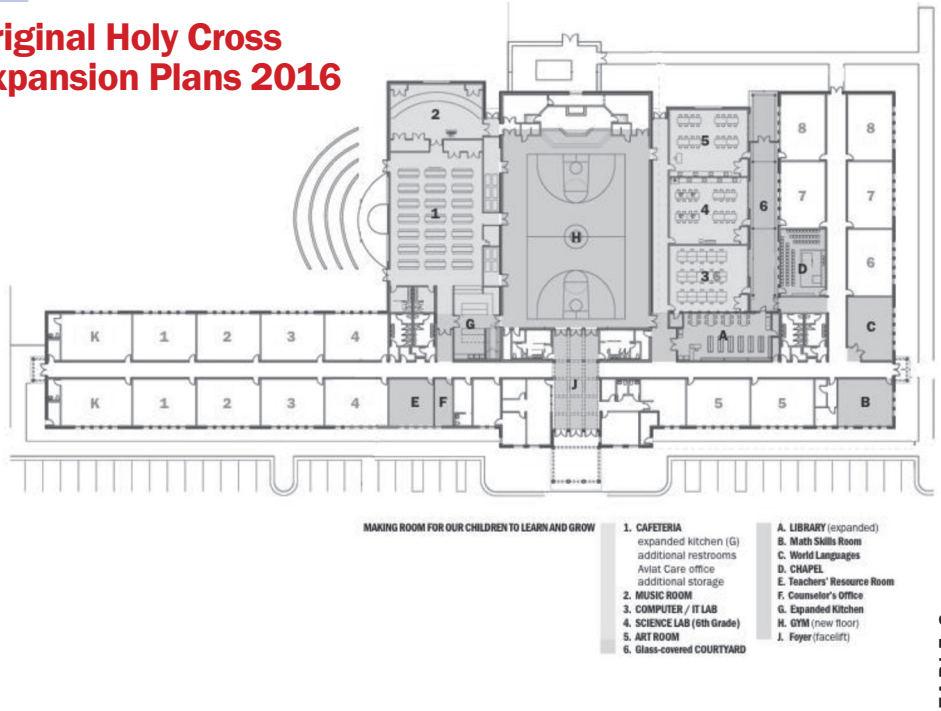 riginal Holy Cross
xpansion Plans 2016
2
5
8
8
1
4
6
7
7
H
3
6
D
6
G
A
C
K
1
2
3
4
J
K
1
2
3
4
E
F
5
5
B
MAKING ROOM FOR OUR CHILDREN TO LEARN AND GROW
1. CAFETERIA
expanded kitchen (G)
additional restrooms
Aviat Care office
additional storage
2. MUSIC ROOM
3. COMPUTER / IT LAB
4. SCIENCE LAB (6th Grade)
5. ART ROOM
6. Glass-covered COURTYARD
A. LIBRARY (expanded)
B. Math Skills Room
C. World Languages
D. CHAPEL
E. Teachers' Resource Room
F. Counselor's Office
G. Expanded Kitchen
H. GYM (new floor)
J. Foyer (facelift)